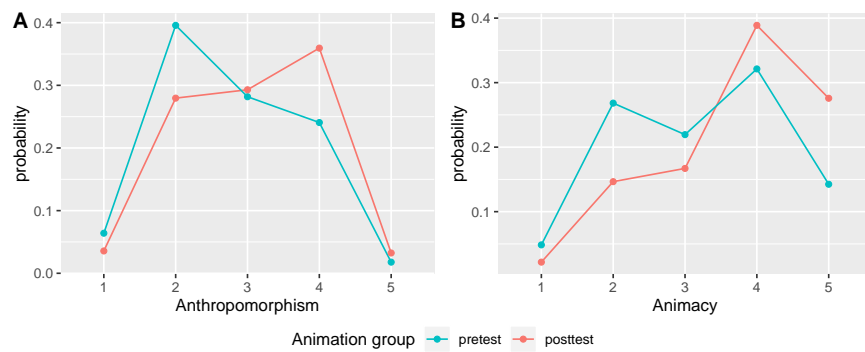 A
B
0.4
0.3
0.2
0.1
0.0
probability
1 2 3 4 5
Anthropomorphism
0.4
0.3
0.2
0.1
probability
1 2 3 4 5
Animacy
Animation group pretest posttest